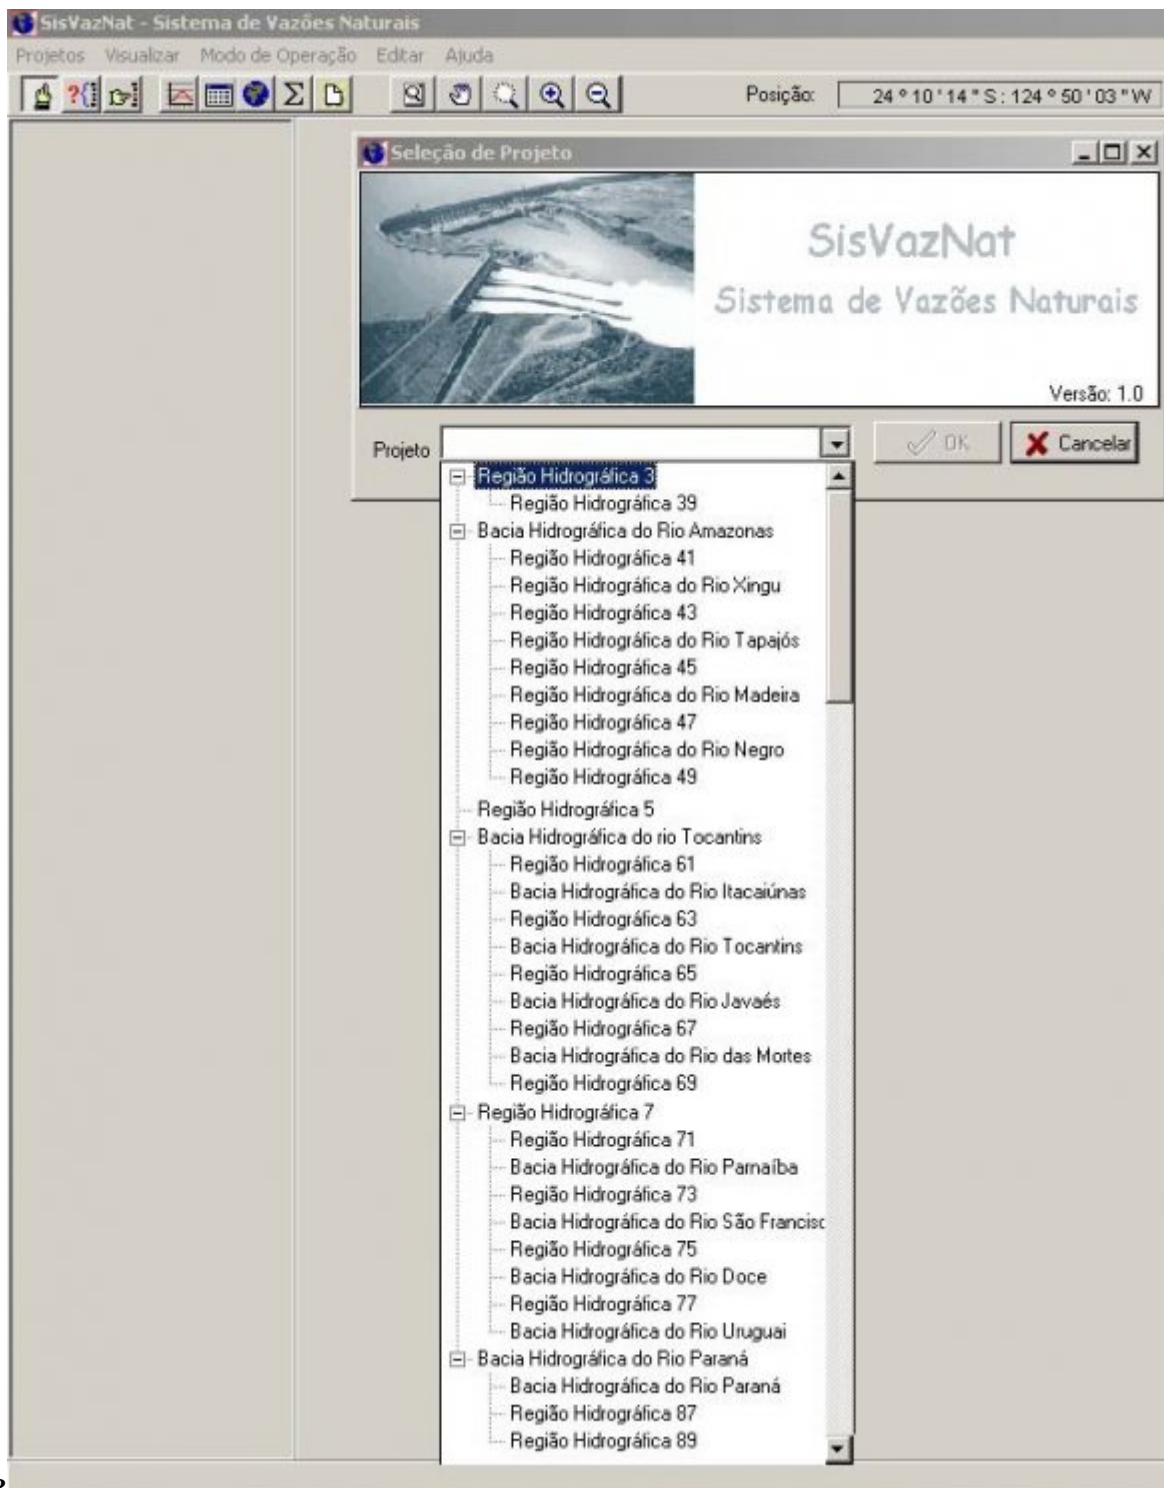 SisVazNat - Sistema de Vazões Naturais
Projetos Visualizar Modo de Operação Editar Ajuda
Posição: 24 º 10 ' 14 " S : 124 º 50 ' 03 " W
Seleção de Projeto
SisVazNat
Sistema de Vazões Naturais
Versão: 1.0
Projeto OK Cancelar
Região Hidrográfica 3
Região Hidrográfica 39
Bacia Hidrográfica do Rio Amazonas
Região Hidrográfica 41
Região Hidrográfica do Rio Xingu
Região Hidrográfica 43
Região Hidrográfica do Rio Tapajós
Região Hidrográfica 45
Região Hidrográfica do Rio Madeira
Região Hidrográfica 47
Região Hidrográfica do Rio Negro
Região Hidrográfica 49
Região Hidrográfica 5
Bacia Hidrográfica do rio Tocantins
Região Hidrográfica 61
Bacia Hidrográfica do Rio Itacaiúnas
Região Hidrográfica 63
Bacia Hidrográfica do Rio Tocantins
Região Hidrográfica 65
Bacia Hidrográfica do Rio Javaés
Região Hidrográfica 67
Bacia Hidrográfica do Rio das Mortes
Região Hidrográfica 69
Região Hidrográfica 7
Região Hidrográfica 71
Bacia Hidrográfica do Rio Parnaíba
Região Hidrográfica 73
Bacia Hidrográfica do Rio São Francisc
Região Hidrográfica 75
Bacia Hidrográfica do Rio Doce
Região Hidrográfica 77
Bacia Hidrográfica do Rio Uruguai
Bacia Hidrográfica do Rio Paraná
Bacia Hidrográfica do Rio Paraná
Região Hidrográfica 87
Região Hidrográfica 89